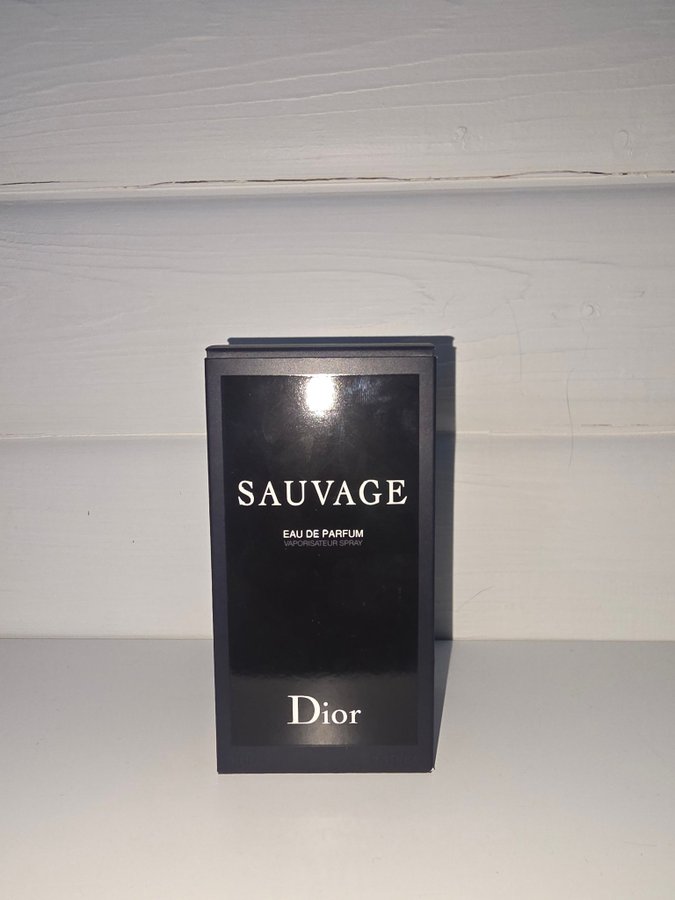 SAUVAGE
EAU DE PARFUM
VAPORISATEUR SPRAY
Dior